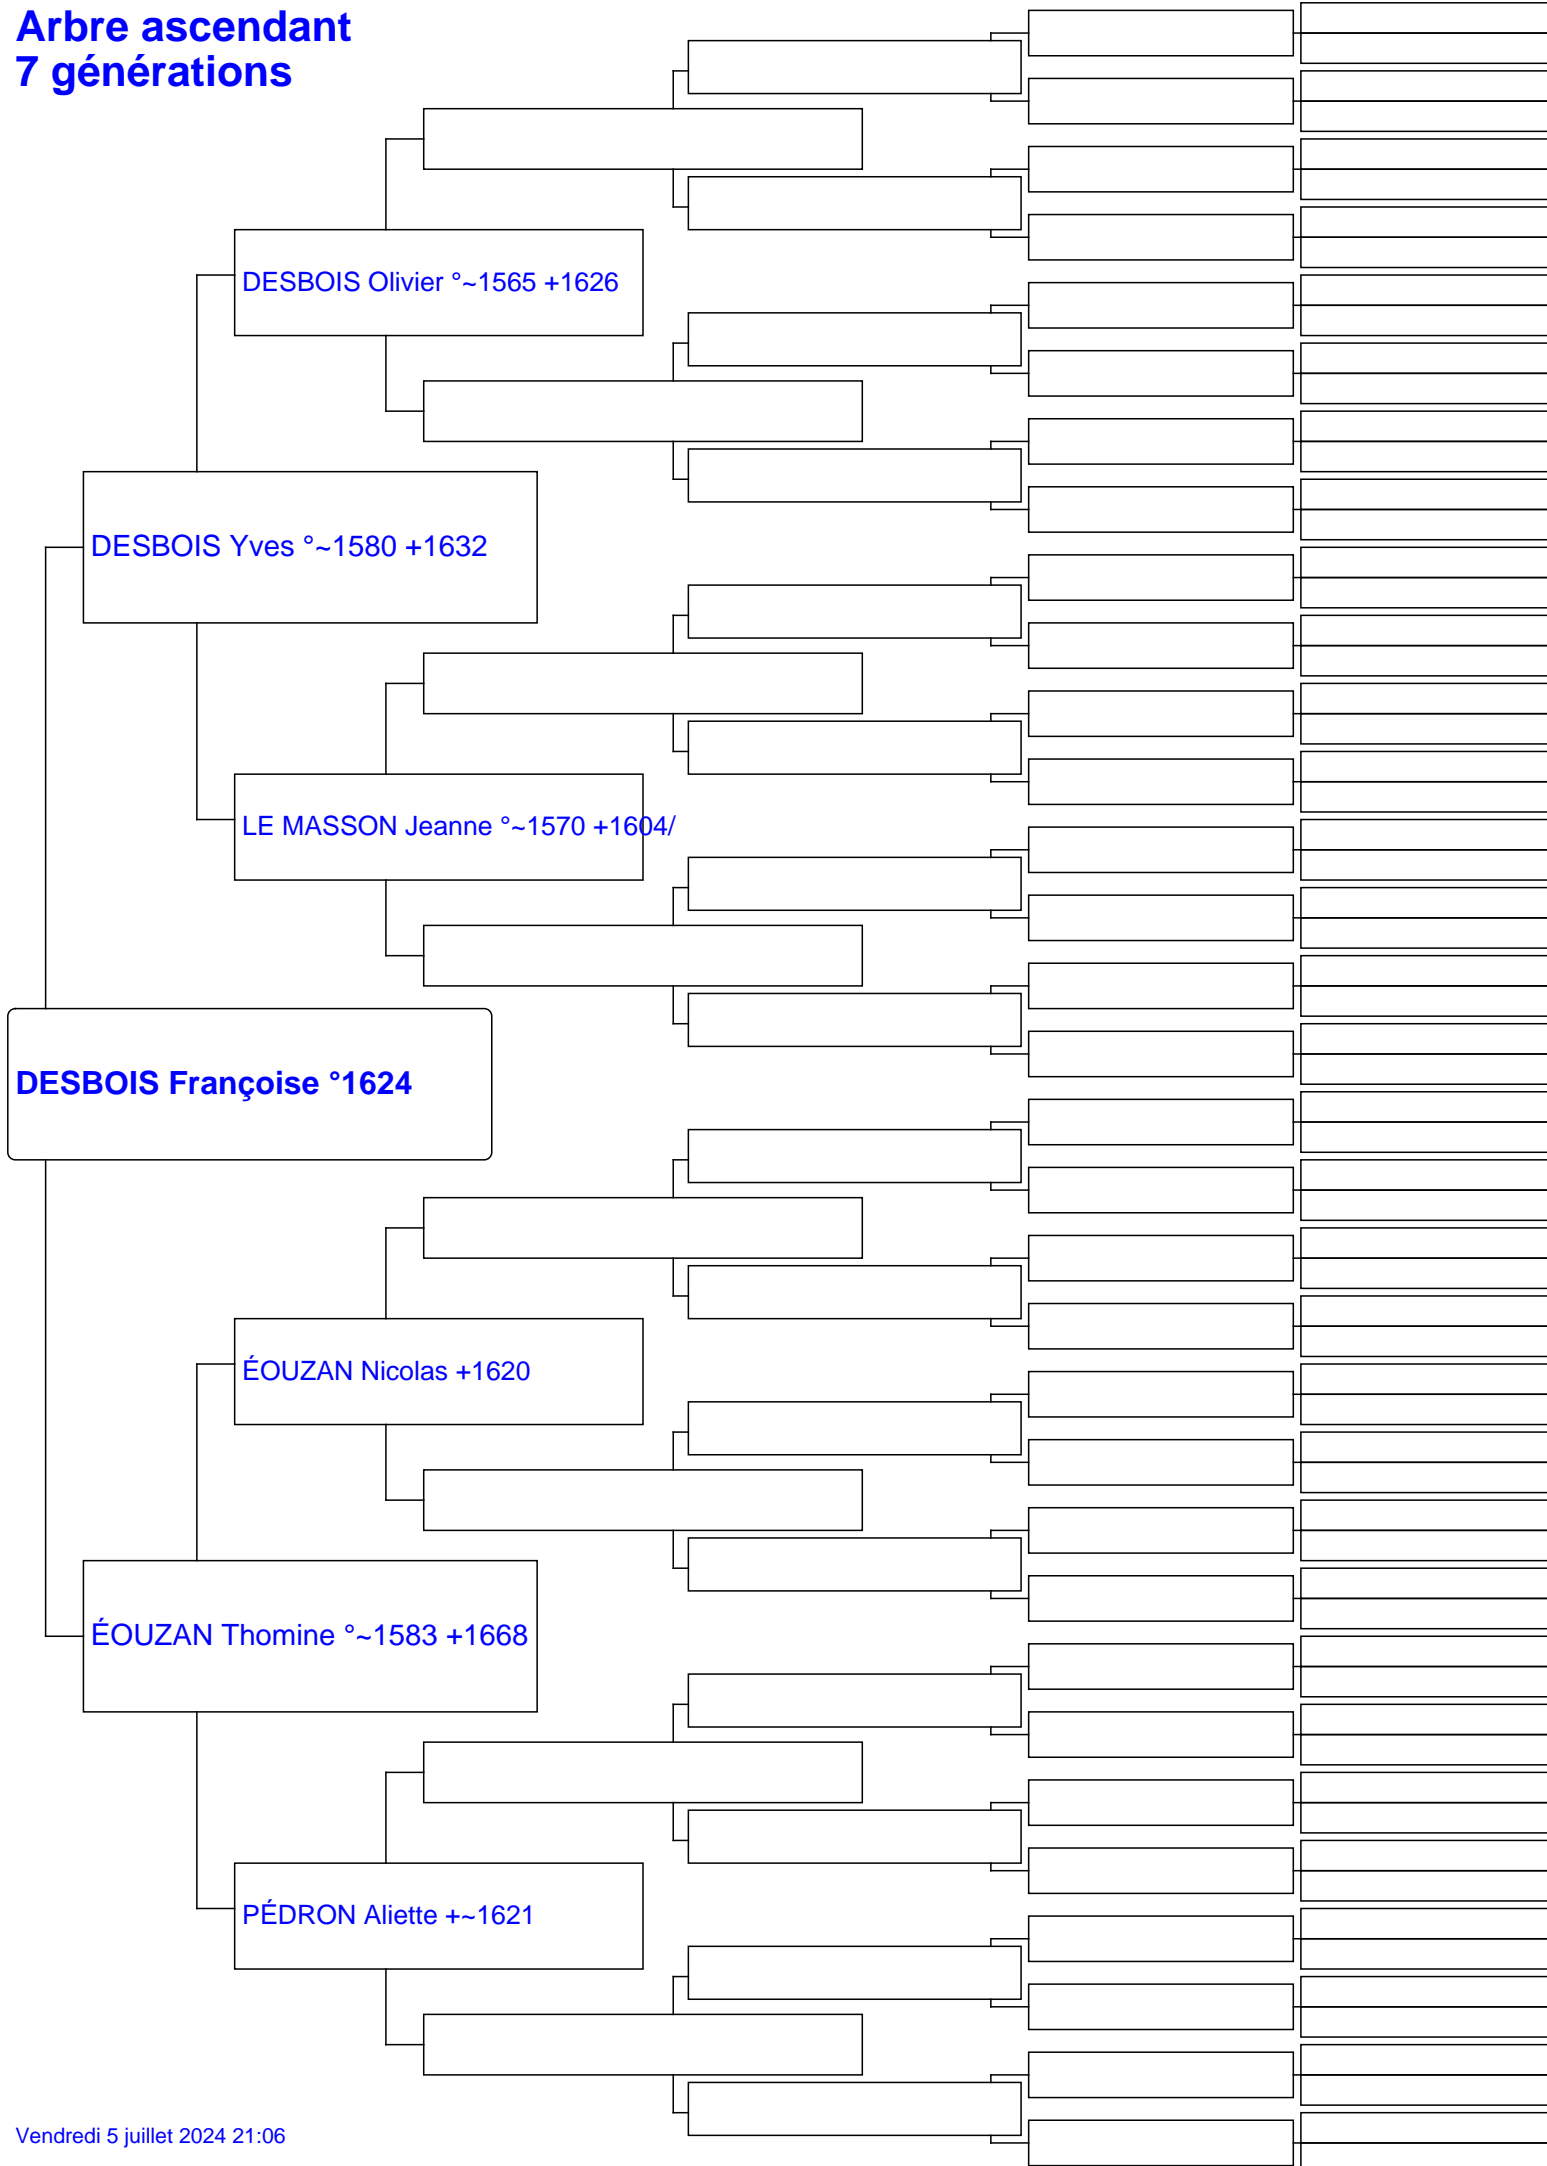 Arbre ascendant
7 générations
DESBOIS Olivier °~1565 +1626
DESBOIS Yves °~1580 +1632
LE MASSON Jeanne °~1570 +1604/
DESBOIS Françoise °1624
ÉOUZAN Nicolas +1620
ÉOUZAN Thomine °~1583 +1668
PÉDRON Aliette +~1621
Vendredi 5 juillet 2024 21:06